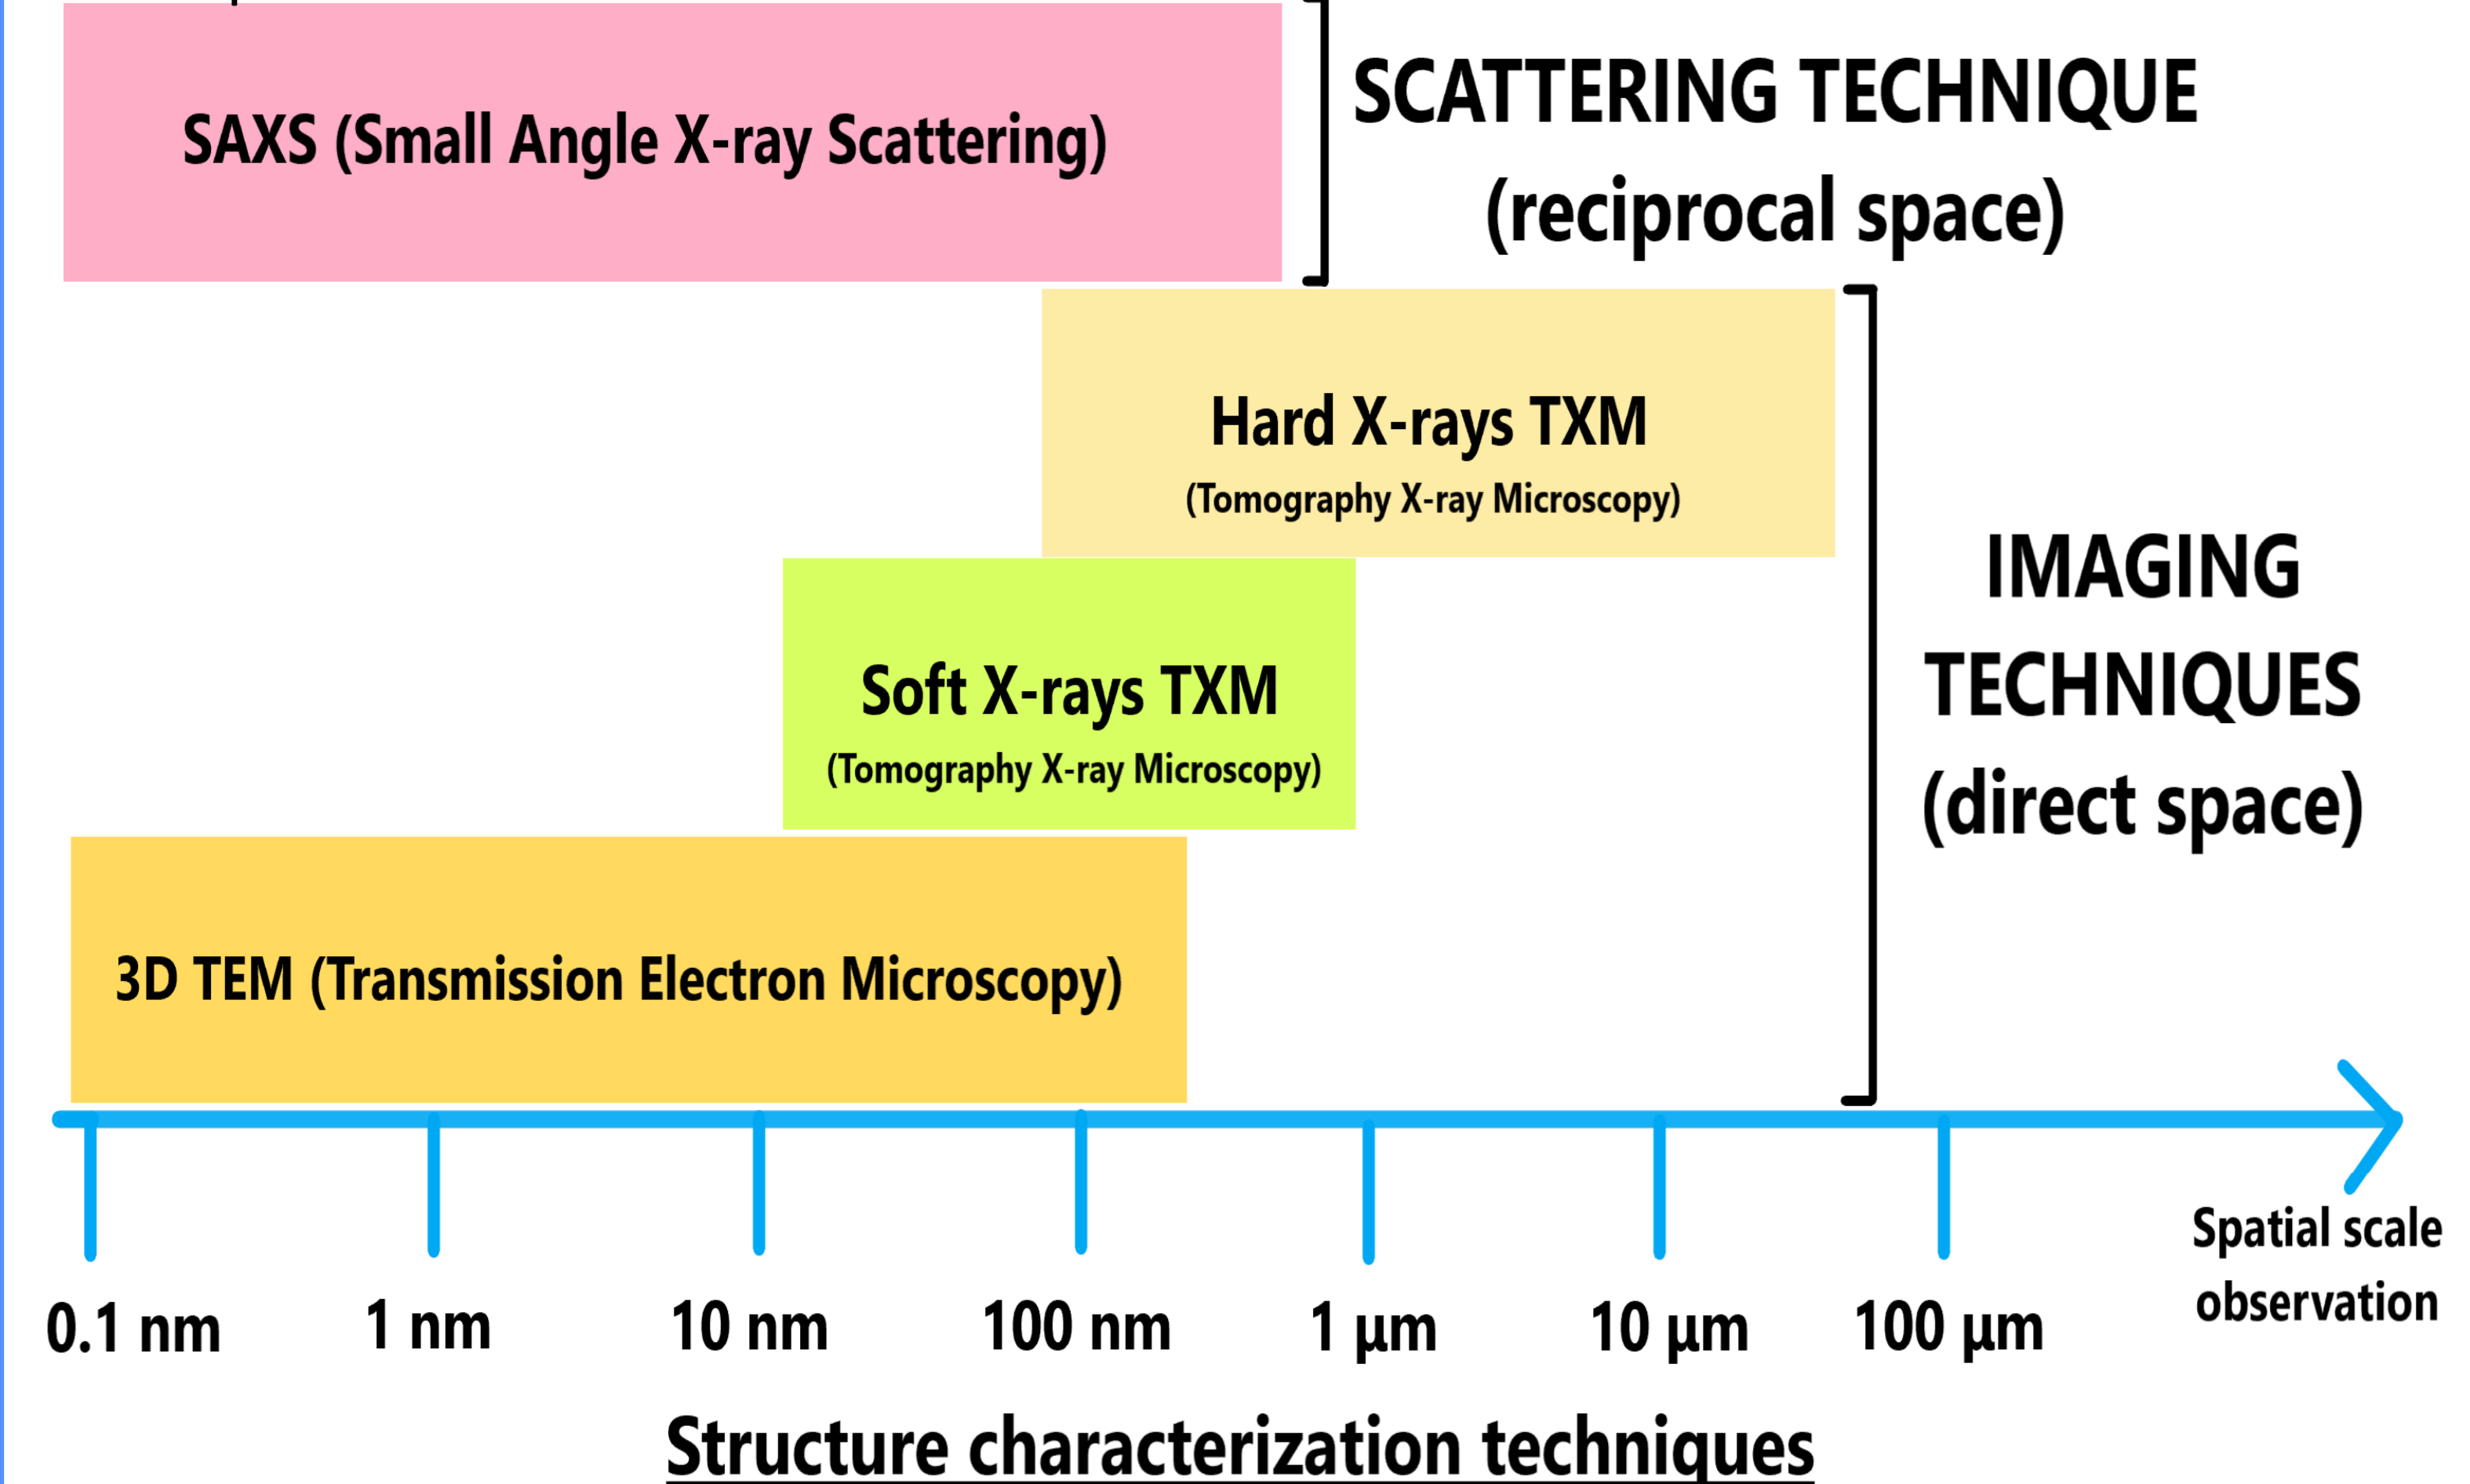 SAXS (Small Angle X-ray Scattering)
SCATTERING TECHNIQUE
(reciprocal space)
Hard X-rays TXM
(Tomography X-ray Microscopy)
Soft X-rays TXM
(Tomography X-ray Microscopy)
IMAGING
TECHNIQUES
(direct space)
3D TEM (Transmission Electron Microscopy)
0.1 nm
1 nm
10 nm
100 nm
1 µm
10 µm
100 µm
Spatial scale
observation
Structure characterization techniques